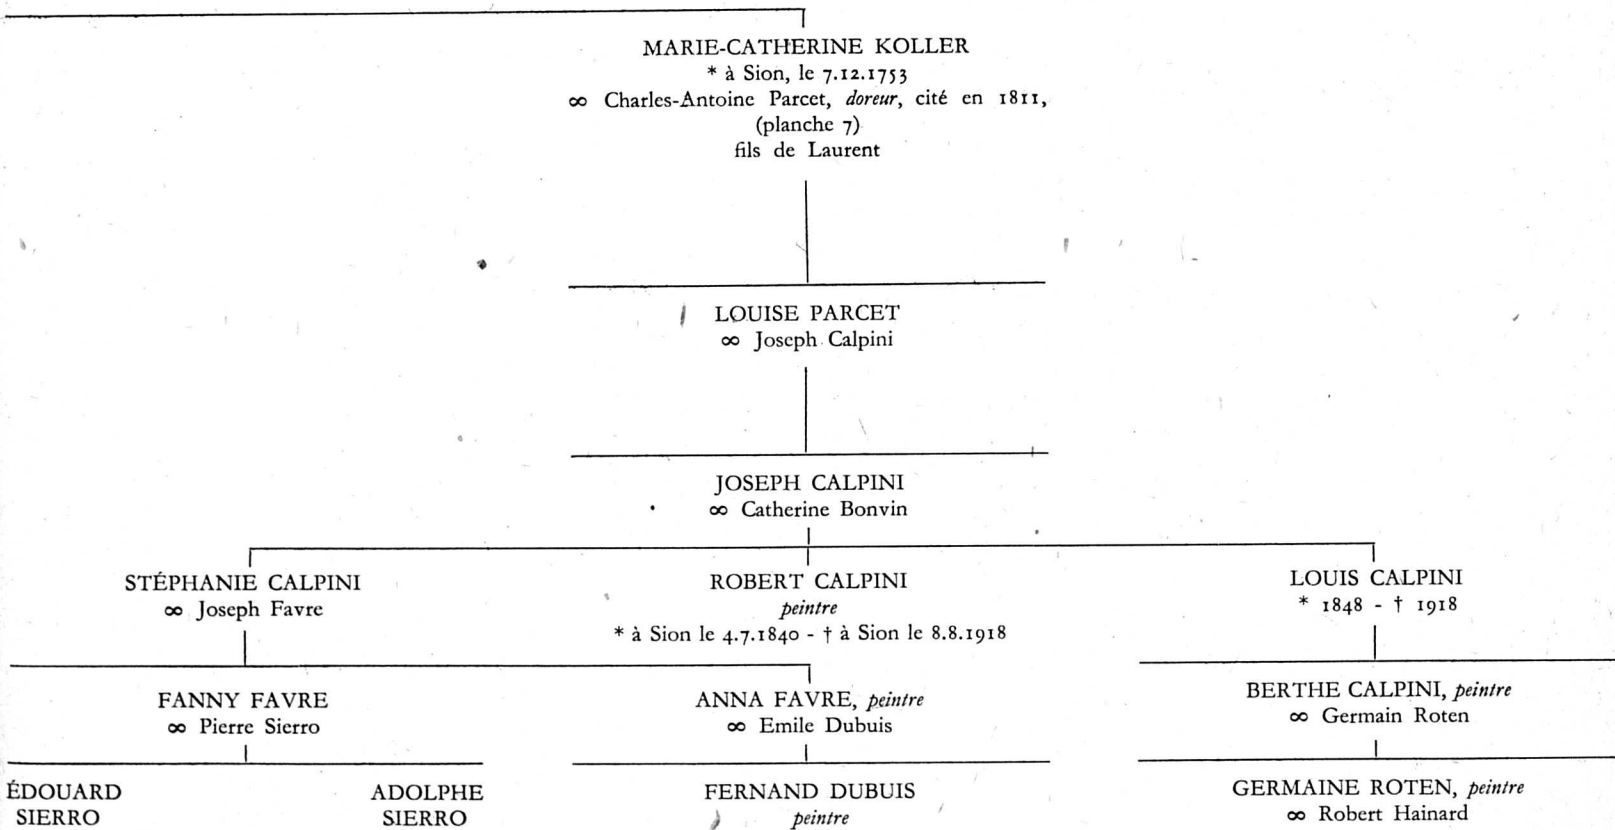 MARIE-CATHERINE KOLLER
* à Sion, le 7.12.1753
∞ Charles-Antoine Parcet, doreur, cité en 1811,
(planche 7)
fils de Laurent
LOUISE PARCET
∞ Joseph Calpini
JOSEPH CALPINI
∞ Catherine Bonvin
STÉPHANIE CALPINI
∞ Joseph Favre
ROBERT CALPINI
peintre
* à Sion le 4.7.1840 - † à Sion le 8.8.1918
LOUIS CALPINI
* 1848 - † 1918
FANNY FAVRE
∞ Pierre Sierro
ANNA FAVRE, peintre
∞ Emile Dubuis
BERTHE CALPINI, peintre
∞ Germain Roten
ÉDOUARD
SIERRO
ADOLPHE
SIERRO
FERNAND DUBUIS
peintre
GERMAINE ROTEN, peintre
∞ Robert Hainard